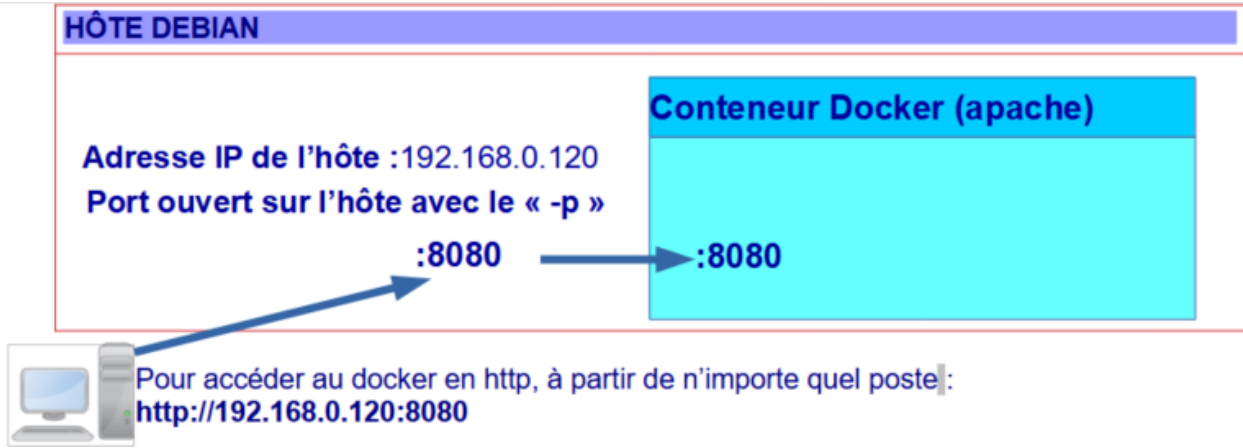 HÔTE DEBIAN
Conteneur Docker (apache)
Adresse IP de l’hôte :192.168.0.120
Port ouvert sur l’hôte avec le « -p »
:8080
:8080
Pour accéder au docker en http, à partir de n’importe quel poste :
http://192.168.0.120:8080